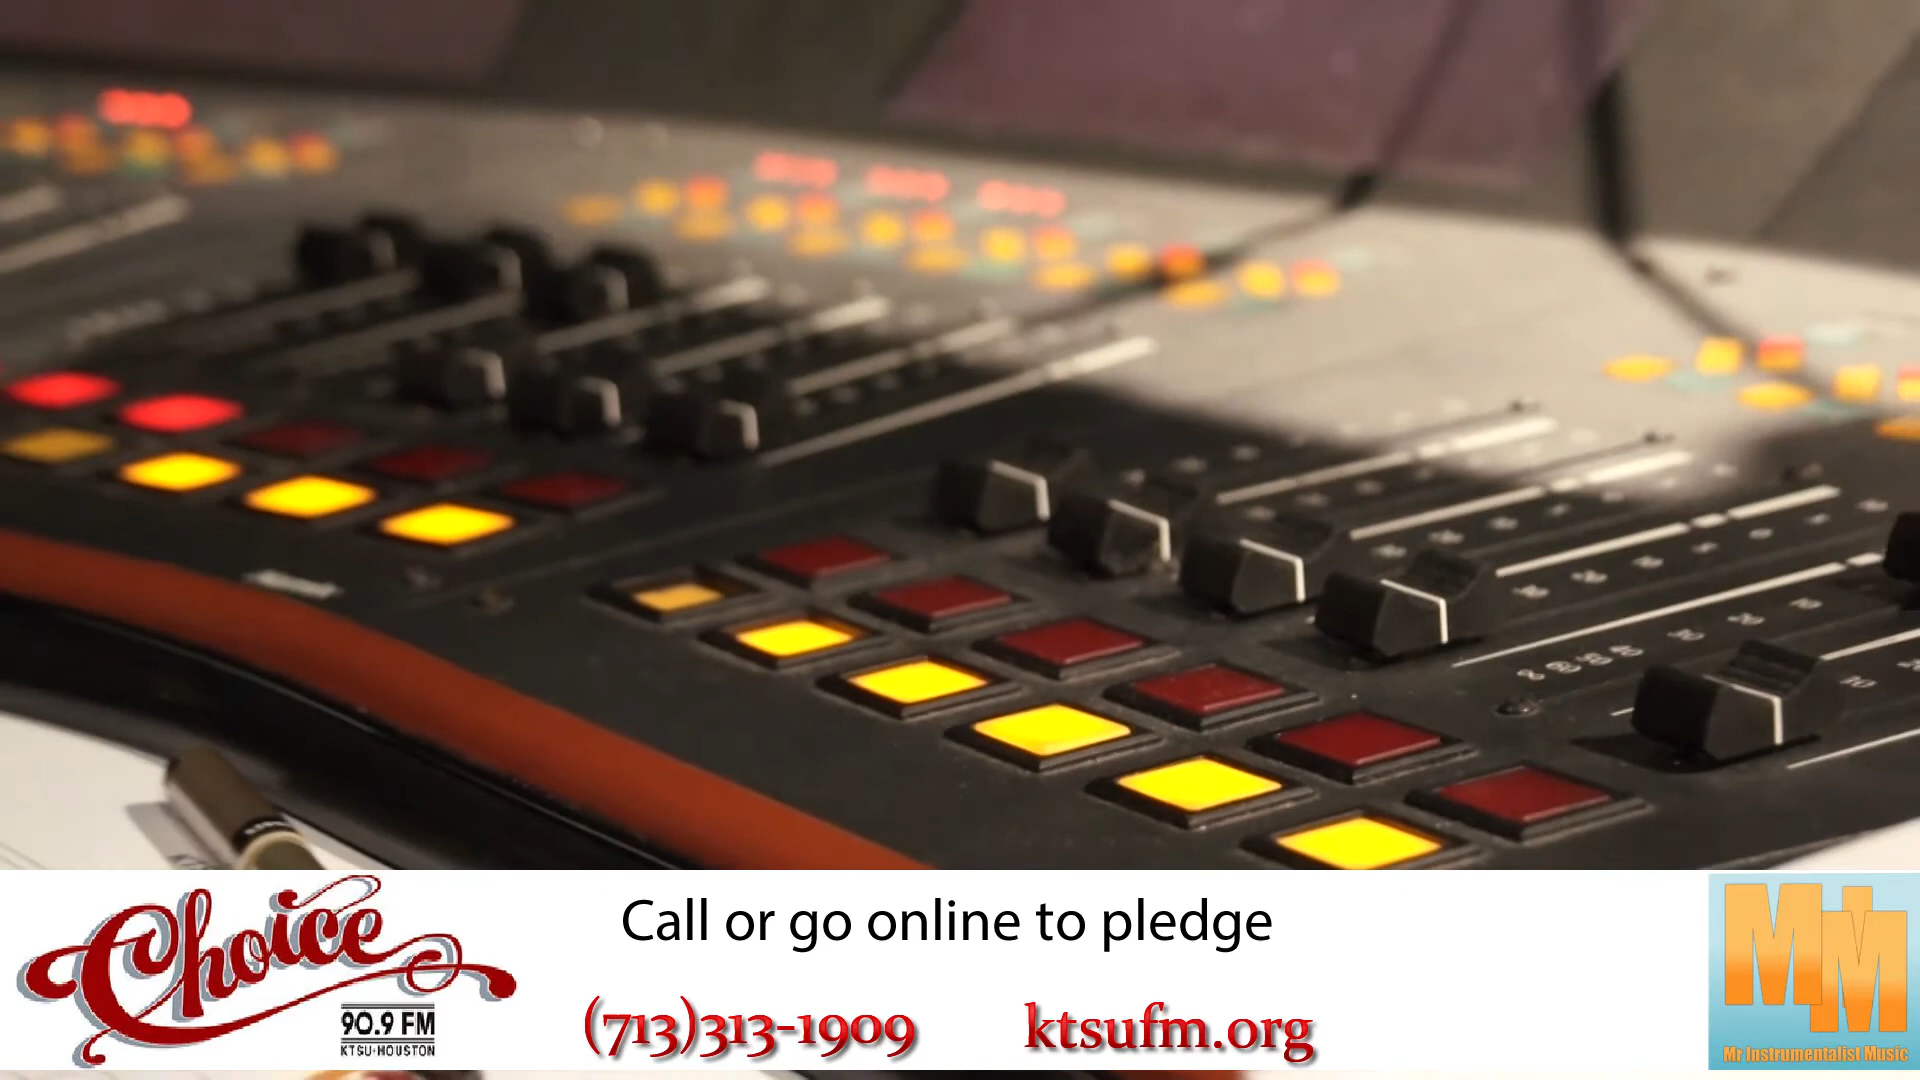 Choice
90.9 FM
KTSU·HOUSTON
Call or go online to pledge
(713)313-1909
ktsufm.org
MIM
Mr Instrumentalist Music